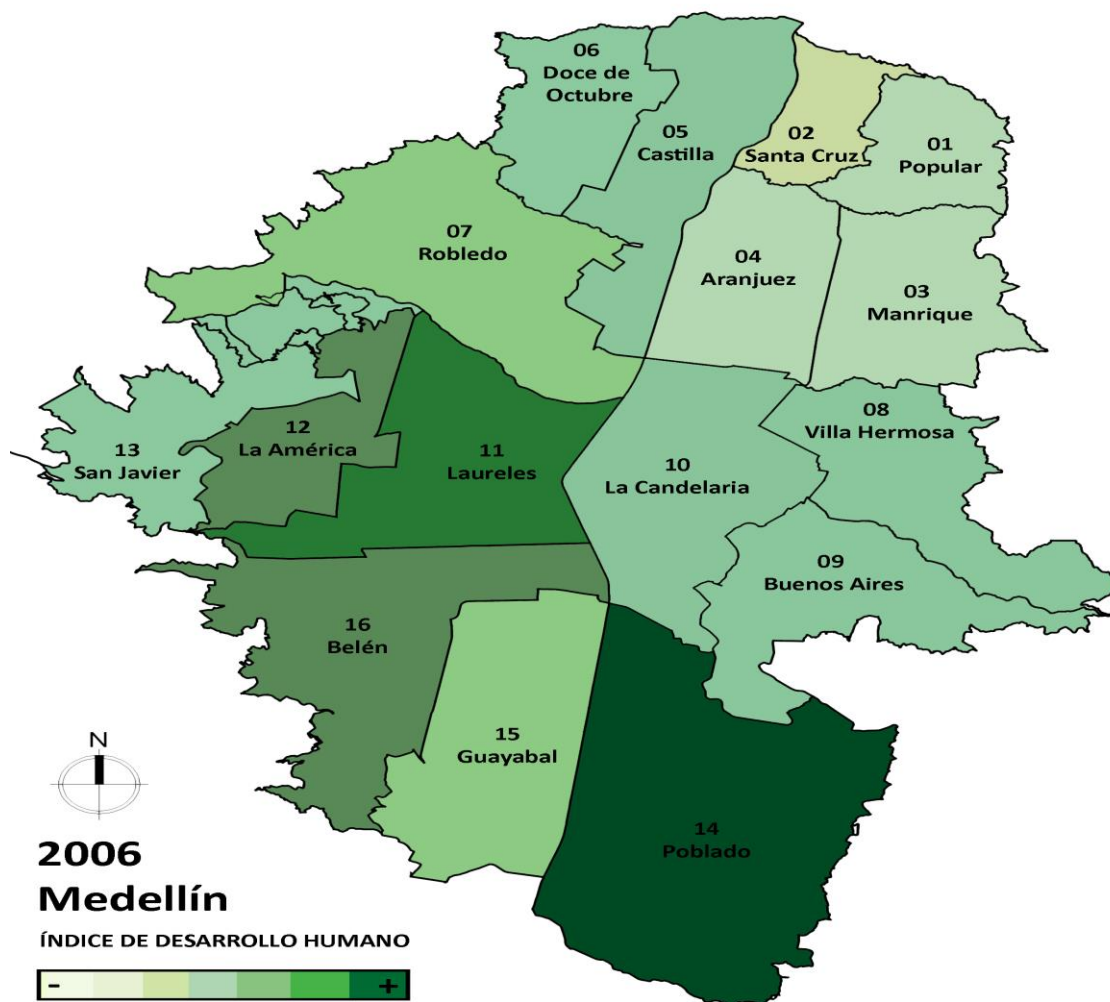 06
Doce de
Octubre
05
Castilla
02
Santa Cruz
01
Popular
07
Robledo
04
Aranjuez
03
Manrique
08
Villa Hermosa
12
La América
13
San Javier
11
Laureles
10
La Candelaria
09
Buenos Aires
16
Belén
15
Guayabal
14
Poblado
N
2006
Medellín
ÍNDICE DE DESARROLLO HUMANO
- +